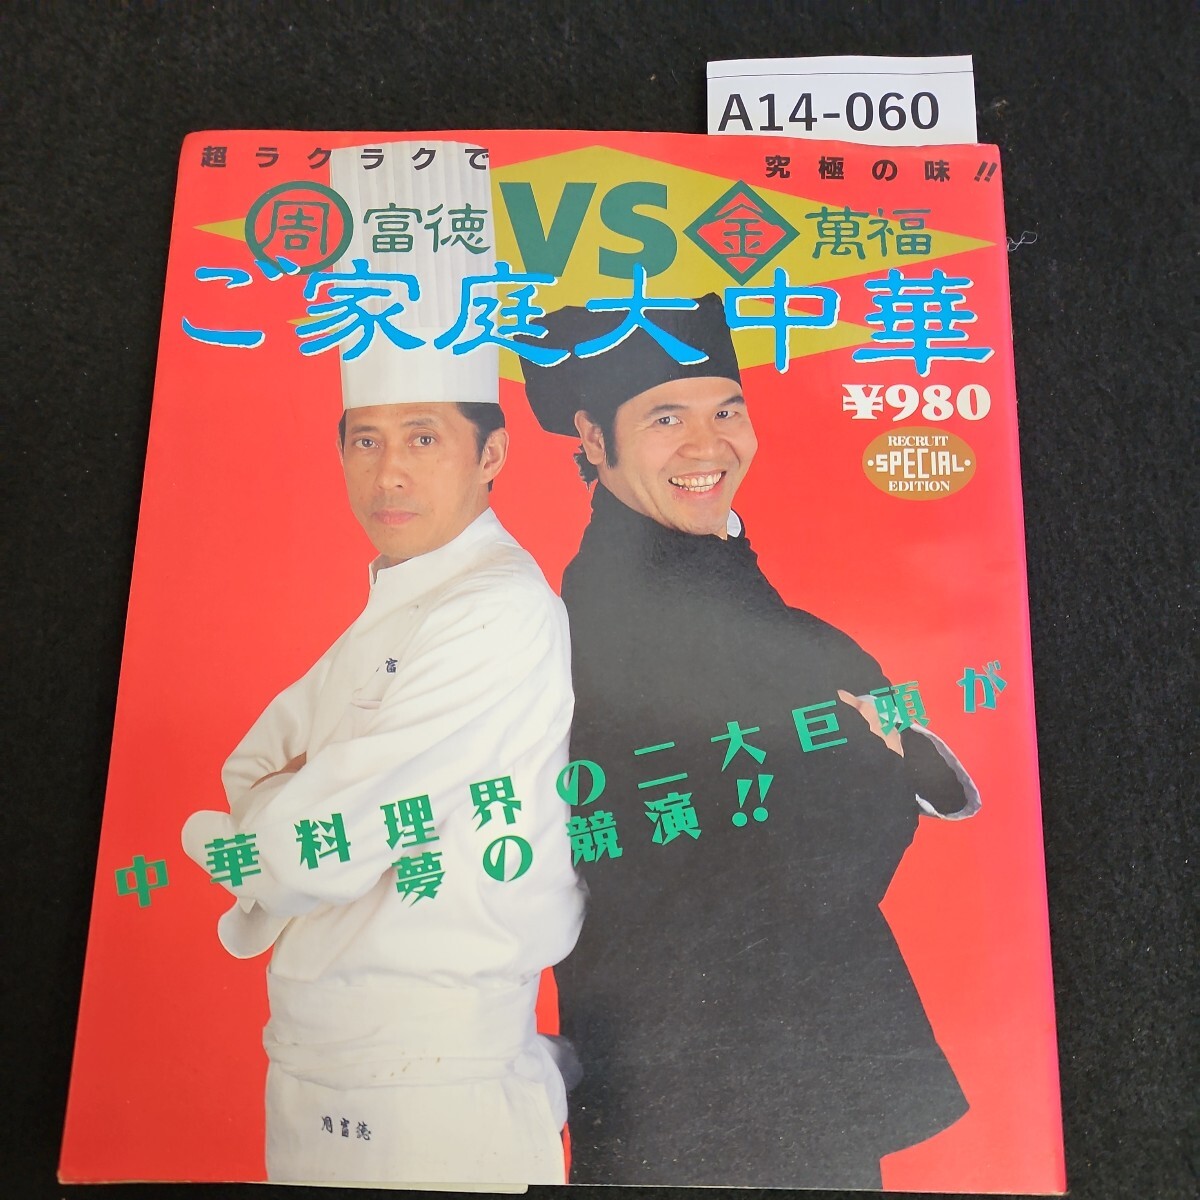 A14-060
超ラクラクで 究極の味!!
周富徳 VS 金萬福
ご家庭大中華
¥980
RECRUIT
・SPECIAL・
EDITION
富
中華料理界の二大巨頭が
夢の競演!!
周富徳